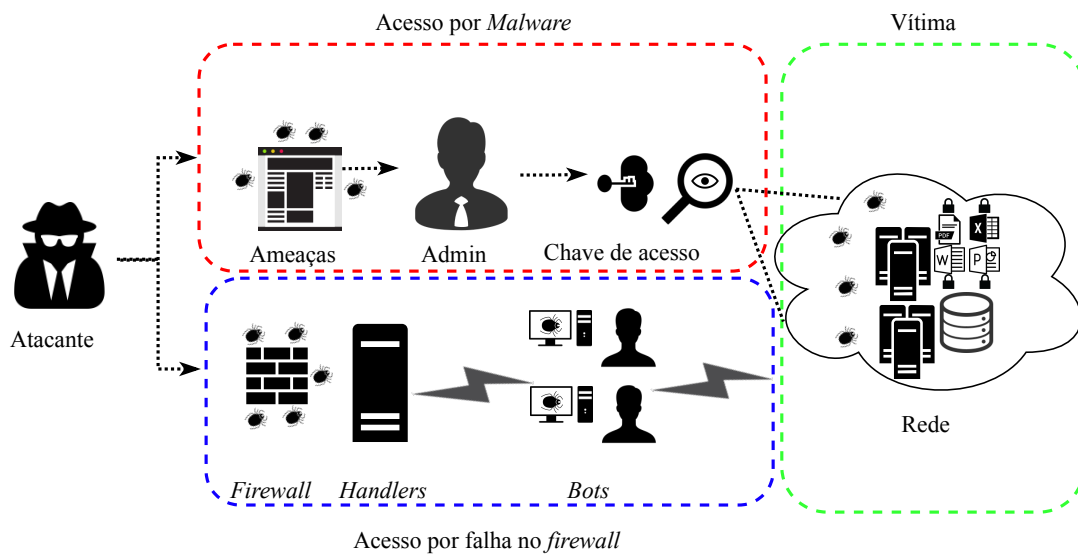 Acesso por Malware
Vítima
Ameaças
Admin
Chave de acesso
Atacante
PDF
X
W
P
Rede
Firewall
Handlers
Bots
Acesso por falha no firewall